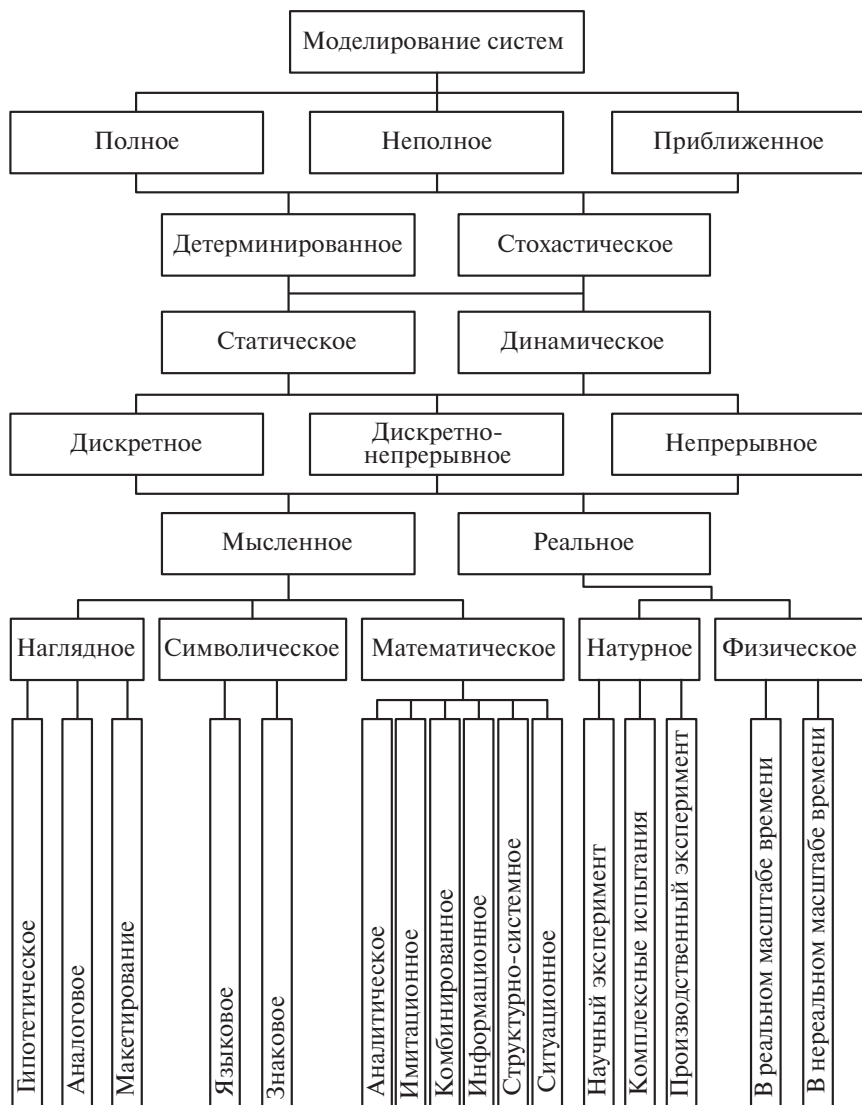 Моделирование систем
Полное
Неполное
Приближенное
Детерминированное
Стохастическое
Статическое
Динамическое
Дискретное
Дискретно-
непрерывное
Непрерывное
Мысленное
Реальное
Наглядное
Символическое
Математическое
Натурное
Физическое
Гипотетическое
Аналоговое
Макетирование
Языковое
Знаковое
Аналитическое
Имитационное
Комбинированное
Информационное
Структурно-системное
Ситуационное
Научный эксперимент
Комплексные испытания
Производственный эксперимент
В реальном масштабе времени
В нереальном масштабе времени